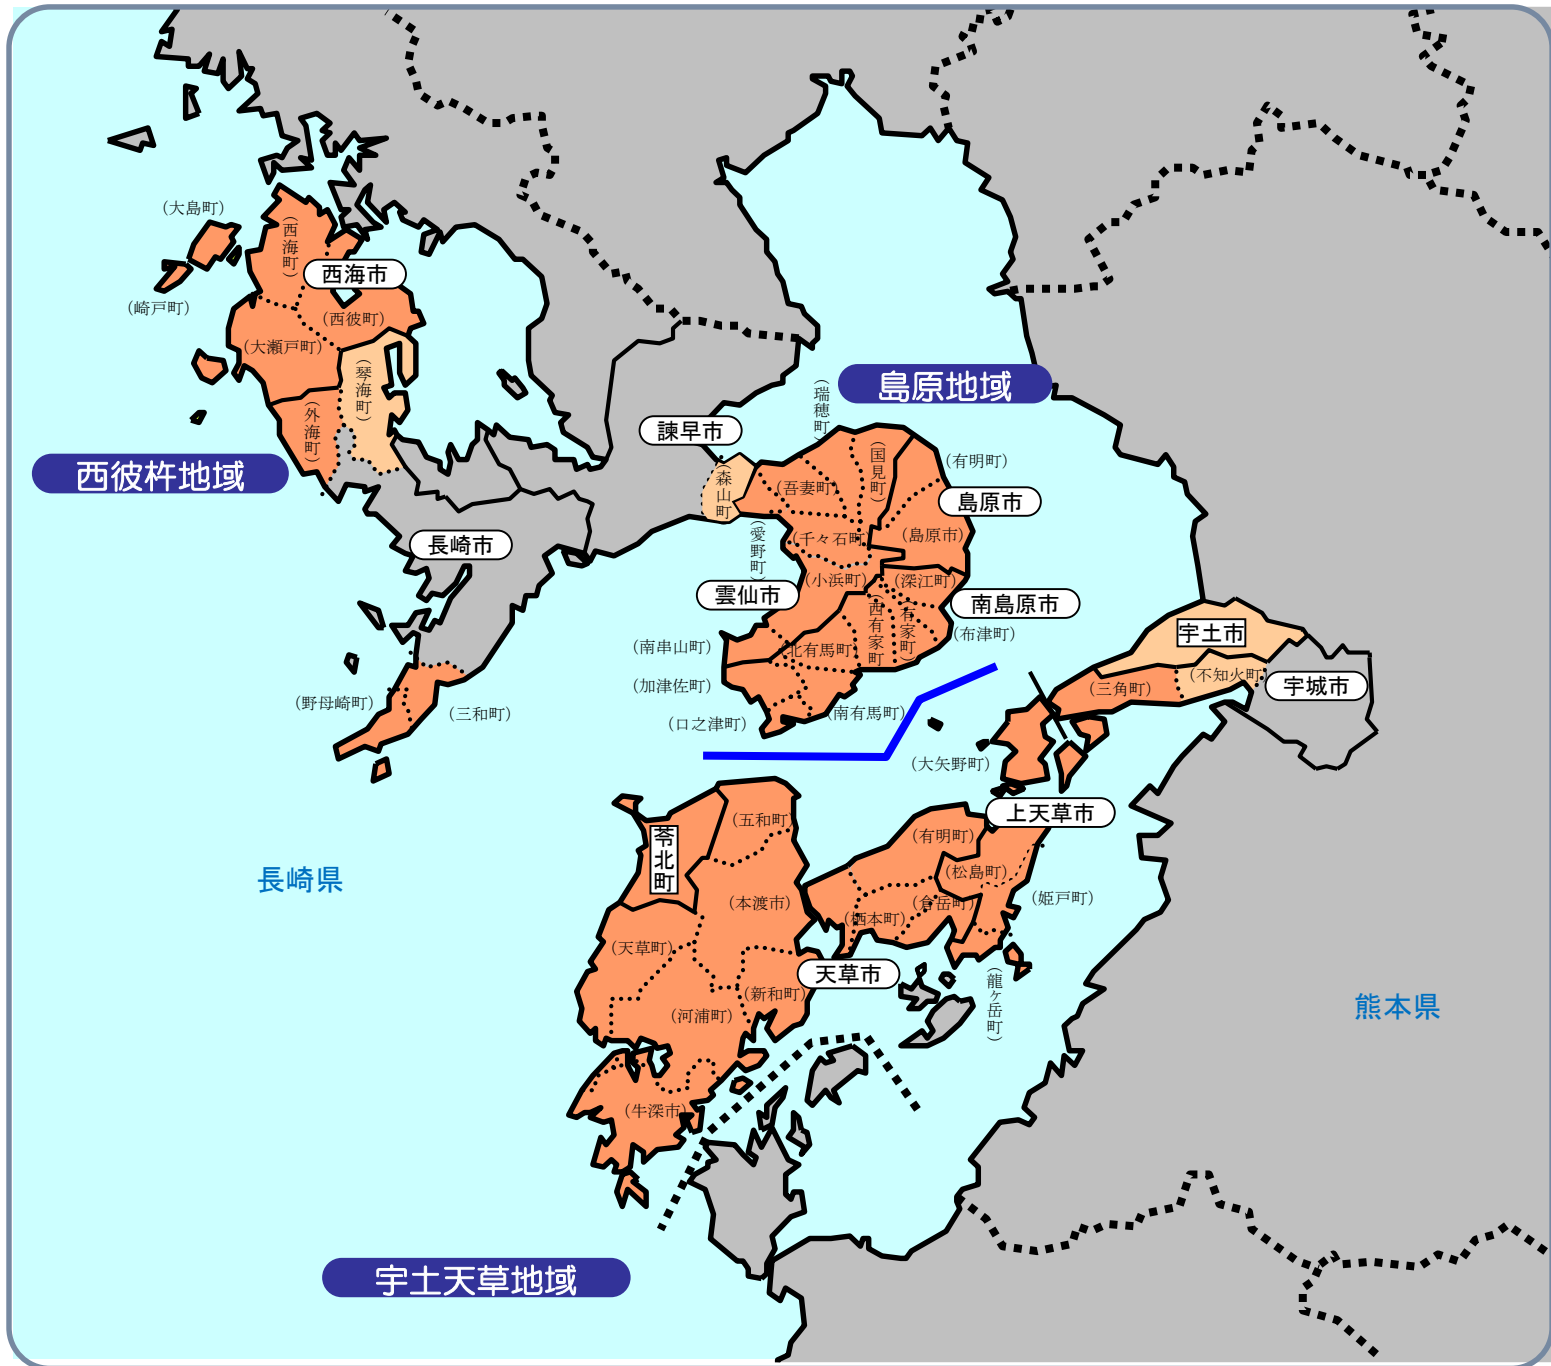 (大島町)
(西海町)
西海市
(崎戸町)
(西彼町)
(大瀬戸町)
(琴海町)
(外海町)
西彼杵地域
長崎市
諫早市
(森山町)
島原地域
(瑞穂町)
(国見町)
(有明町)
(吾妻町)
島原市
(愛野町)
(千々石町)
(島原市)
雲仙市
(小浜町)
(深江町)
南島原市
(西有家町)
(有家町)
(布津町)
(南串山町)
(北有馬町)
(加津佐町)
(口之津町)
(南有馬町)
(野母崎町)
(三和町)
宇土市
(不知火町)
宇城市
(三角町)
(大矢野町)
上天草市
苓北町
(五和町)
(有明町)
(松島町)
(本渡市)
(栖本町)
(倉岳町)
(姫戸町)
(天草町)
天草市
(龍ヶ岳町)
(新和町)
(河浦町)
(牛深市)
長崎県
熊本県
宇土天草地域